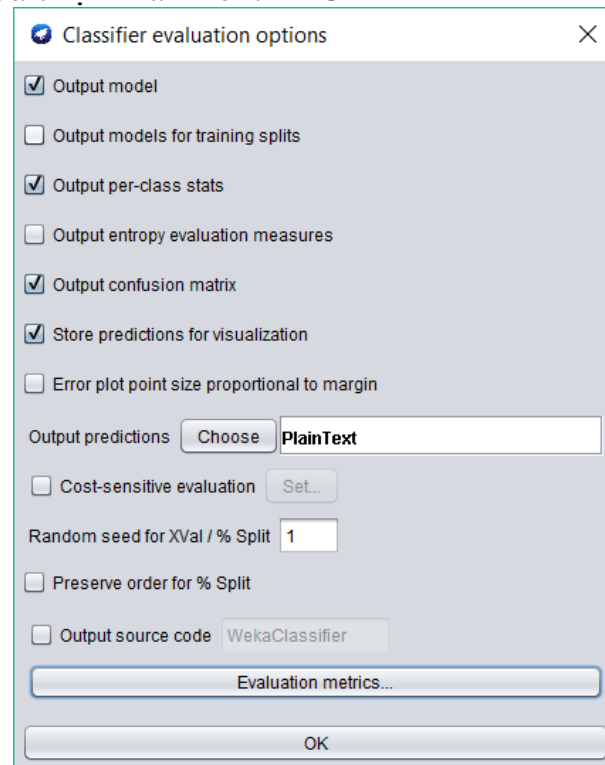 Classifier evaluation options
Output model
Output models for training splits
Output per-class stats
Output entropy evaluation measures
Output confusion matrix
Store predictions for visualization
Error plot point size proportional to margin
Output predictions Choose PlainText
Cost-sensitive evaluation Set...
Random seed for XVal / % Split 1
Preserve order for % Split
Output source code WekaClassifier
Evaluation metrics...
OK